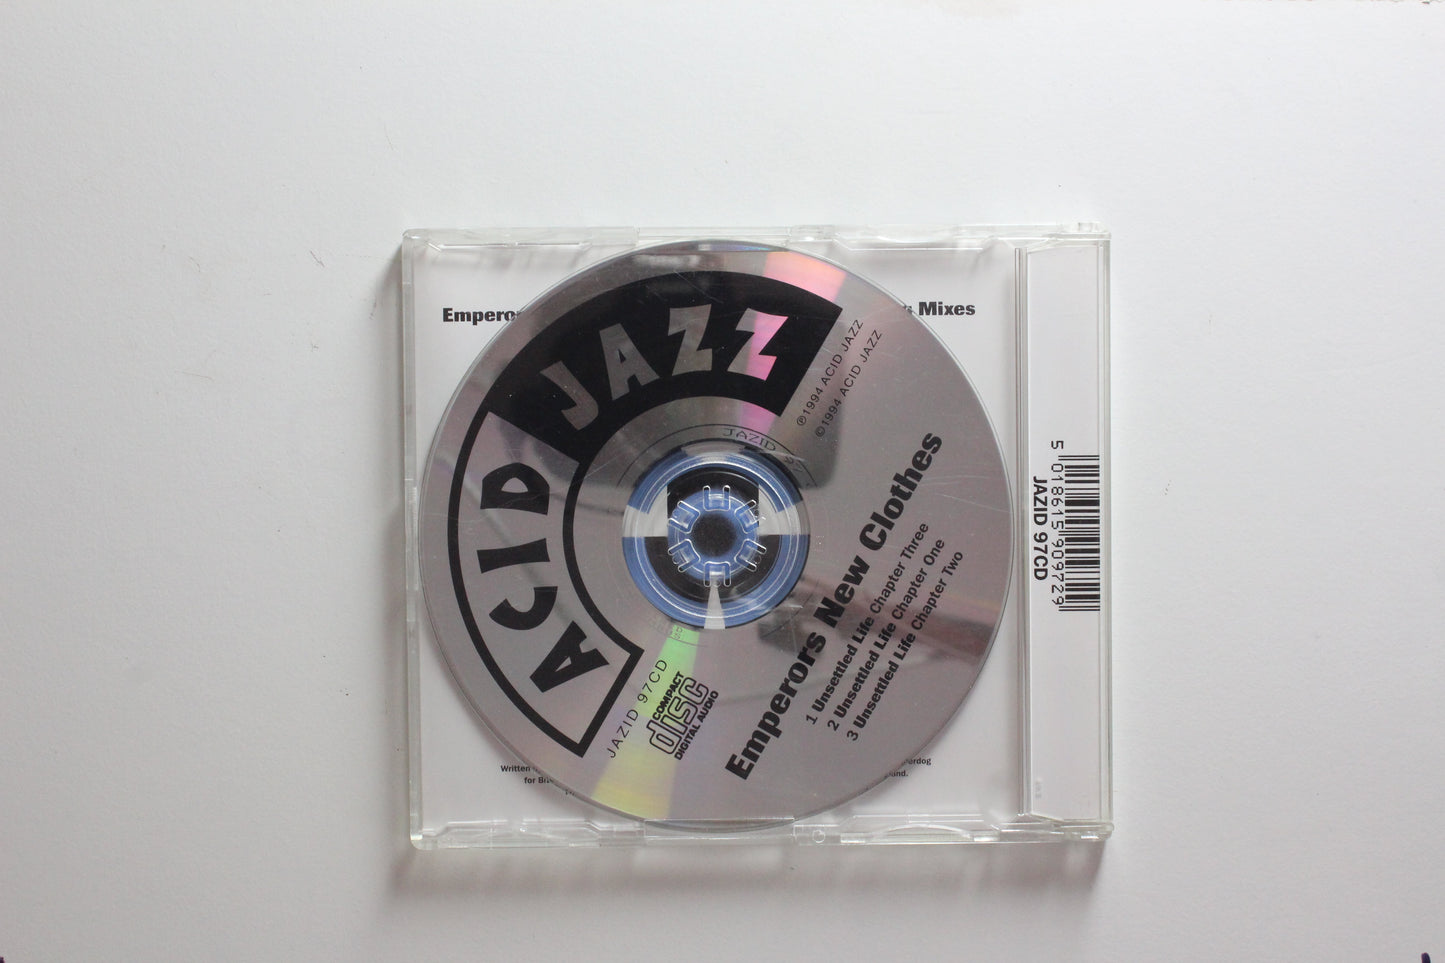 Mixes
ACID JAZZ
℗1994 ACID JAZZ
©1994 ACID JAZZ
JAZID
Emperors New Clothes
1 Unsettled Life Chapter Three
2 Unsettled Life Chapter One
3 Unsettled Life Chapter Two
JAZID 97CD
COMPACT
disc
DIGITAL AUDIO
Written
for
5 018615 909729
JAZID 97CD